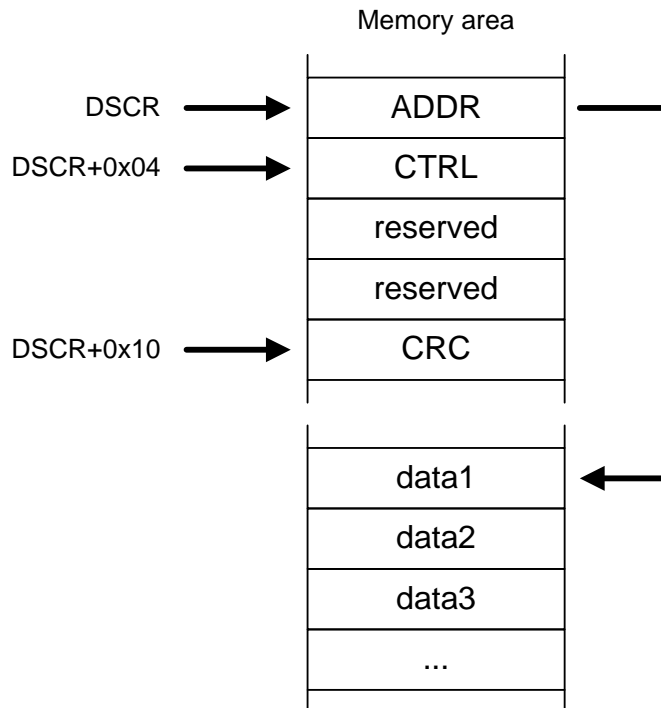 Memory area
DSCR
ADDR
DSCR+0x04
CTRL
reserved
reserved
DSCR+0x10
CRC
data1
data2
data3
...